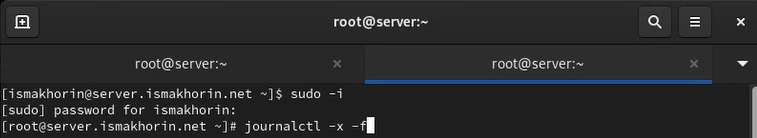 root@server:~
root@server:~
root@server:~
[ismakhorin@server.ismakhorin.net ~]$ sudo -i
[sudo] password for ismakhorin:
[root@server.ismakhorin.net ~]# journalctl -x -f